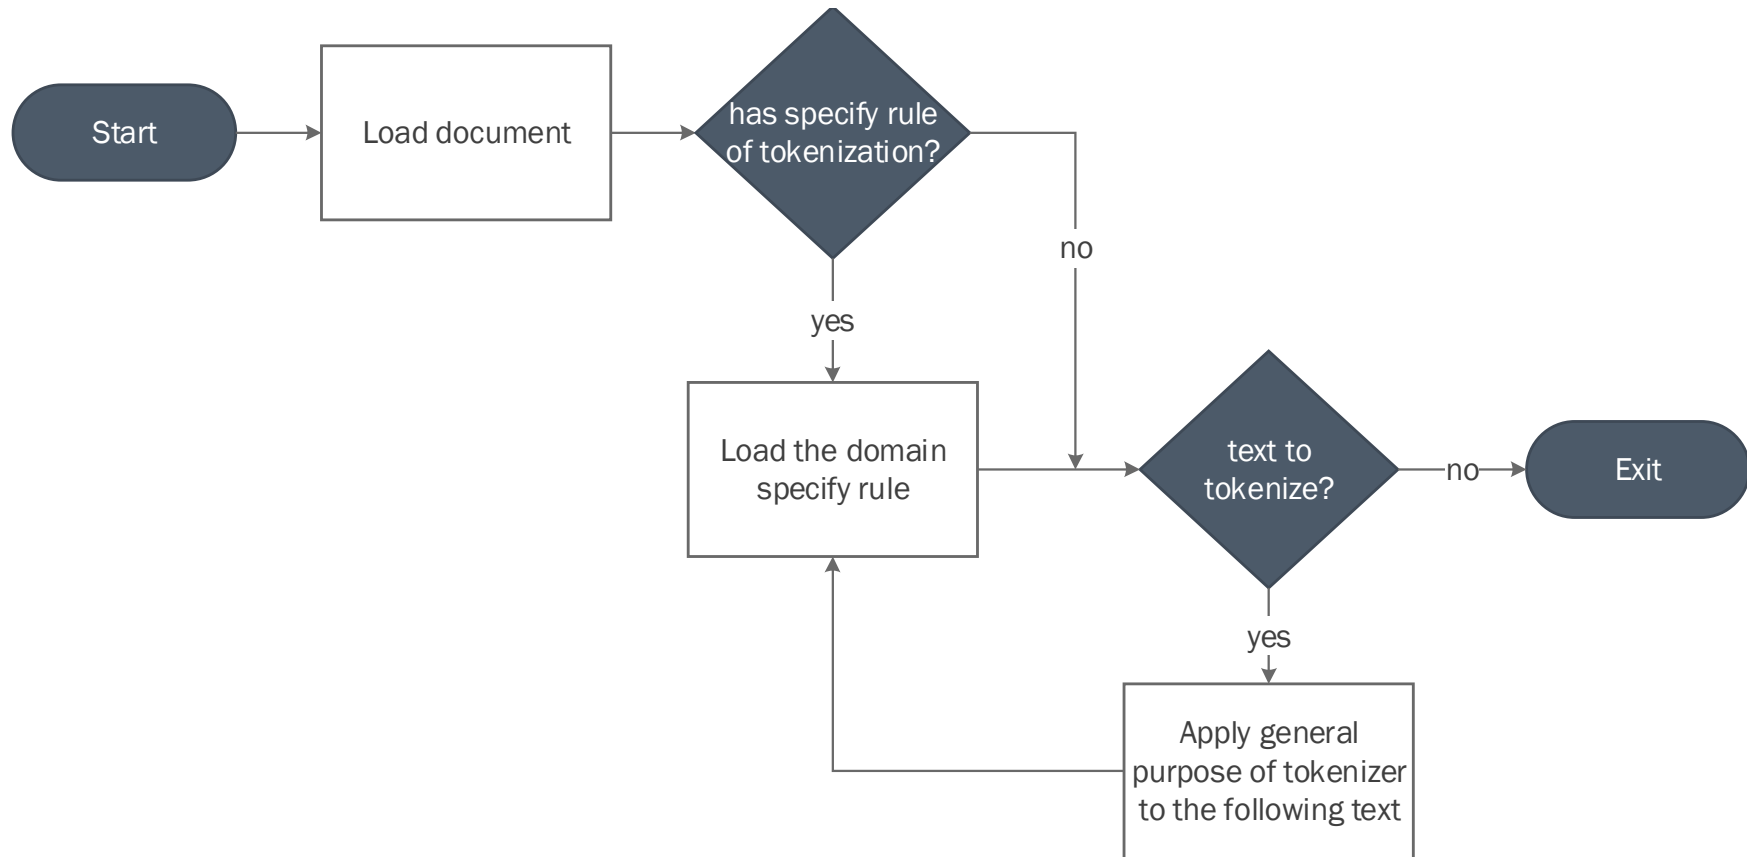 Start
Load document
has specify rule
of tokenization?
no
yes
Load the domain
specify rule
text to
tokenize?
no
Exit
yes
Apply general
purpose of tokenizer
to the following text